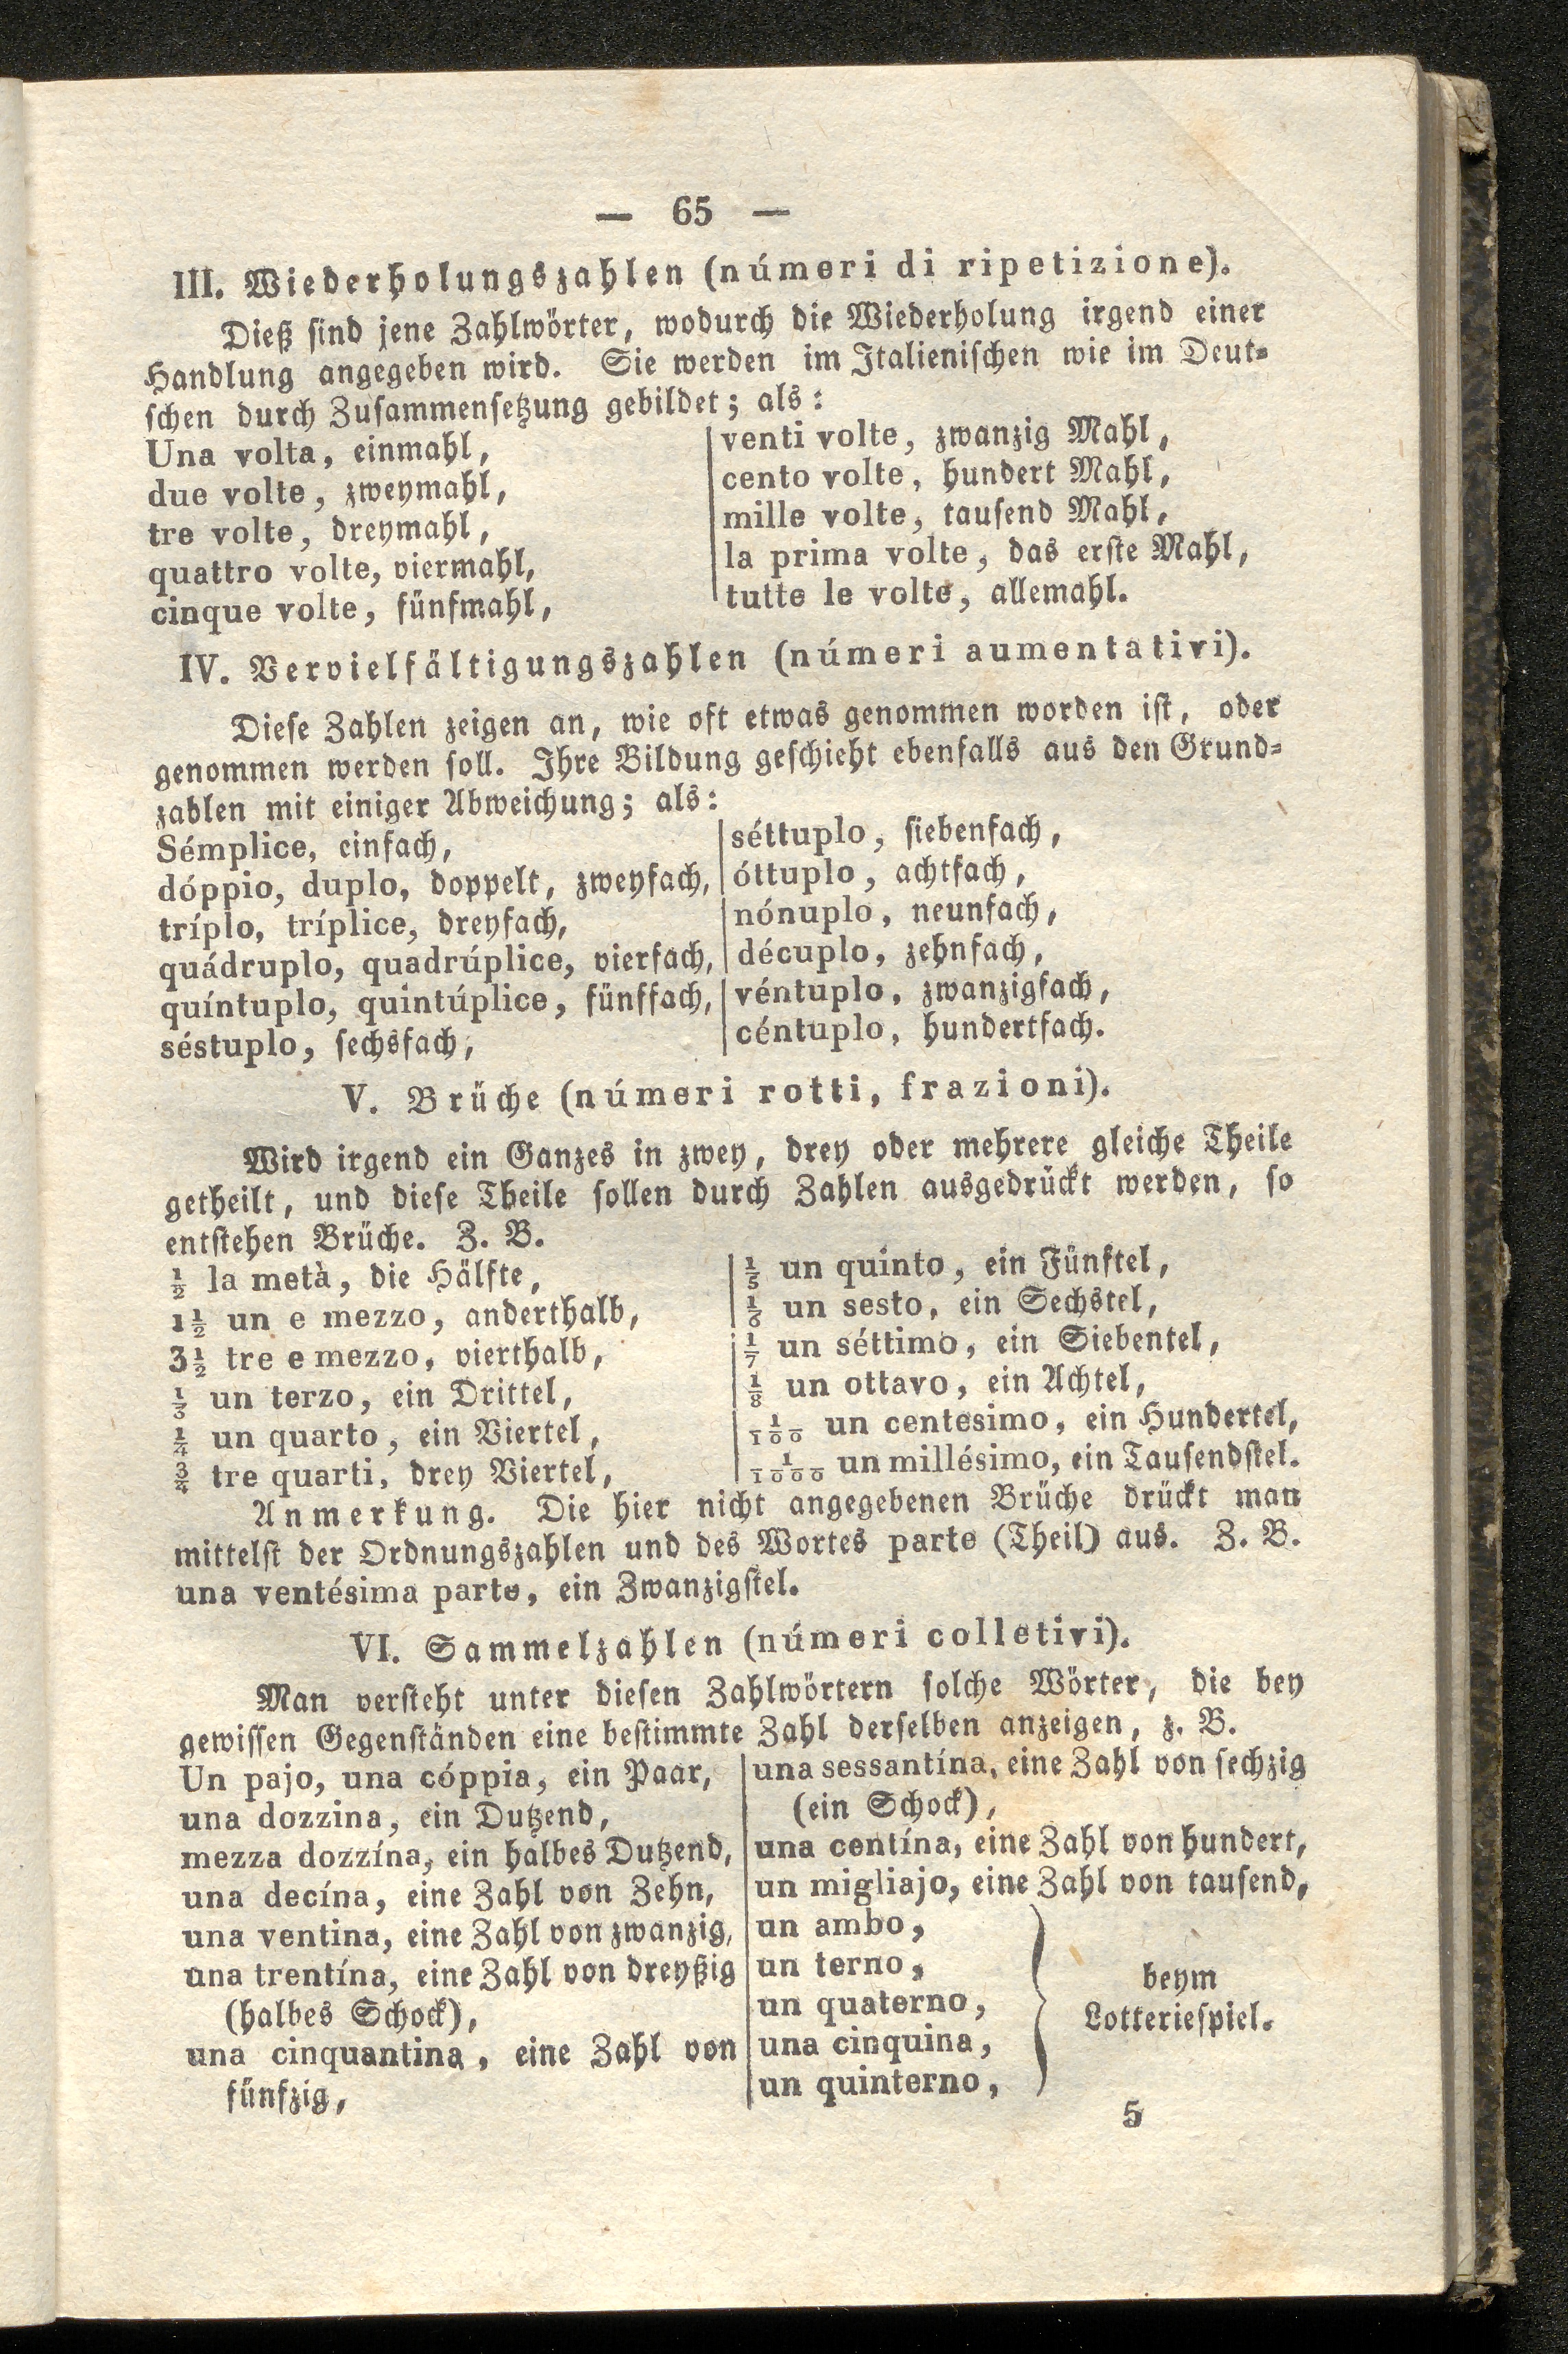 — 65 —
III. Wiederholungszahlen (númeri di ripetizione).
Dieß sind jene Zahlwörter, wodurch die Wiederholung irgend einer
Handlung angegeben wird. Sie werden im Italienischen wie im Deut-
schen durch Zusammensetzung gebildet; als:
Una volta, einmahl,
due volte, zweymahl,
tre volte, dreymahl,
quattro volte, viermahl,
cinque volte, fünfmahl,
venti volte, zwanzig Mahl,
cento volte, hundert Mahl,
mille volte, tausend Mahl,
la prima volte, das erste Mahl,
tutte le volte, allemahl.
IV. Vervielfältigungszahlen (númeri aumentativi).
Diese Zahlen zeigen an, wie oft etwas genommen worden ist, oder
genommen werden soll. Ihre Bildung geschieht ebenfalls aus den Grund-
zahlen mit einiger Abweichung; als:
Sémplice, einfach,
dóppio, duplo, doppelt, zweyfach,
tríplo, tríplice, dreyfach,
quádruplo, quadrúplice, vierfach,
quíntuplo, quintúplice, fünffach,
séstuplo, sechsfach,
séttuplo, siebenfach,
óttuplo, achtfach,
nónuplo, neunfach,
décuplo, zehnfach,
véntuplo, zwanzigfach,
céntuplo, hundertfach.
V. Brüche (númeri rotti, frazioni).
Wird irgend ein Ganzes in zwey, drey oder mehrere gleiche Theile
getheilt, und diese Theile sollen durch Zahlen ausgedrückt werden, so
entstehen Brüche. Z. B.
½ la metà, die Hälfte,
1½ un e mezzo, anderthalb,
3½ tre e mezzo, vierthalb,
⅓ un terzo, ein Drittel,
¼ un quarto, ein Viertel,
¾ tre quarti, drey Viertel,
⅕ un quinto, ein Fünftel,
⅙ un sesto, ein Sechstel,
1/7 un séttimo, ein Siebentel,
⅛ un ottavo, ein Achtel,
1/100 un centesimo, ein Hundertel,
1/1000 un millésimo, ein Tausendstel.
Anmerkung. Die hier nicht angegebenen Brüche drückt man
mittelst der Ordnungszahlen und des Wortes parte (Theil) aus. Z. B.
una ventésima parte, ein Zwanzigstel.
VI. Sammelzahlen (númeri colletivi).
Man versteht unter diesen Zahlwörtern solche Wörter, die bey
gewissen Gegenständen eine bestimmte Zahl derselben anzeigen, z. B.
Un pajo, una cóppia, ein Paar,
una dozzina, ein Dutzend,
mezza dozzína, ein halbes Dutzend,
una decína, eine Zahl von Zehn,
una ventina, eine Zahl von zwanzig,
una trentína, eine Zahl von dreyßig
(halbes Schock),
una cinquantina, eine Zahl von
fünfzig,
una sessantína, eine Zahl von sechzig
(ein Schock),
una centína, eine Zahl von hundert,
un migliajo, eine Zahl von tausend,
un ambo,
un terno,
un quaterno,
una cinquina,
un quinterno,
beym
Lotteriespiel.
5